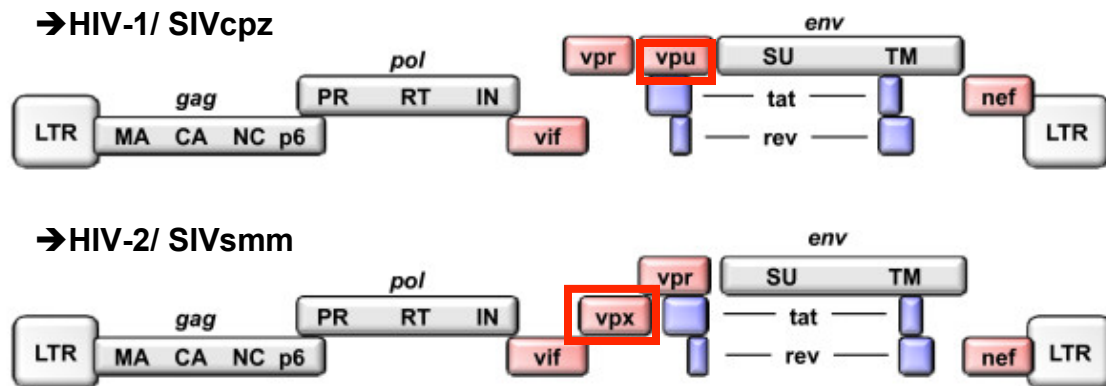 ➔HIV-1/ SIVcpz
env
vpr vpu SU TM
pol
PR RT IN tat nef
gag
LTR MA CA NC p6 vif rev LTR
➔HIV-2/ SIVsmm
env
vpr SU TM
pol
PR RT IN vpx tat
gag
LTR MA CA NC p6 vif rev nef LTR